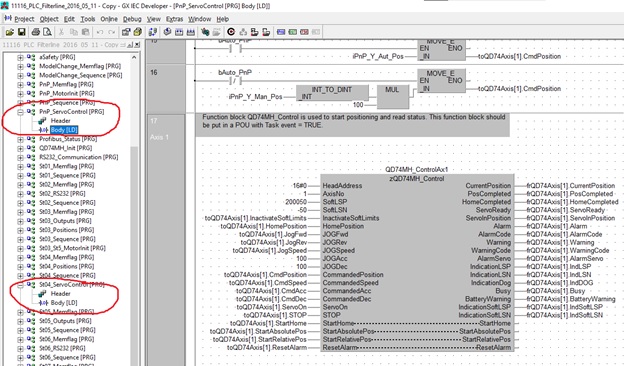 11116_PLC_Filterline_2016_05_11 - Copy - GX IEC Developer - [PnP_ServoControl [PRG] Body [LD]]
Project Object Edit Tools Online Debug View Extras Window Help
11116 PLC_Filterline_2016_05_11 - Copy
aSafety [PRG]
ModelChange_Memflag [PRG]
ModelChange_Sequence [PRG]
PnP_Memflag [PRG]
PnP_MotorInit [PRG]
PnP_Sequence [PRG]
PnP_ServoControl [PRG]
Header
Body [LD]
Profibus_Status [PRG]
QD74MH_Init [PRG]
RS232_Communication [PRG]
St01_Memflag [PRG]
St01_Sequence [PRG]
St02_Memflag [PRG]
St02_Sequence [PRG]
St03_Memflag [PRG]
St03_Outputs [PRG]
St03_Positions [PRG]
St03_Sequence [PRG]
St03_St5_MotorInit [PRG]
St04_Memflag [PRG]
St04_Positions [PRG]
St04_Sequence [PRG]
St04_ServoControl [PRG]
Header
Body [LD]
St05_Memflag [PRG]
St05_Outputs [PRG]
St05_Sequence [PRG]
St06_Memflag [PRG]
St06_RS232 [PRG]
St06_Sequence [PRG]
St07_Memflag [PRG]
St07_Sequence [PRG]
15
bAuto_PnP
MOVE_E
EN ENO
iPnP_Y_Aut_Pos
_IN
toQD74Axis[1].CmdPosition
16
bAuto_PnP
MOVE_E
EN ENO
INT_TO_DINT
MUL
_IN
toQD74Axis[1].CmdPosition
iPnP_Y_Man_Pos
_INT
100
17
Axis 1
Function block QD74MH_Control is used to start positioning and read status. This function block should
be put in a POU with Task event = TRUE.
QD74MH_ControlAx1
zQD74MH_Control
16#0 HeadAddress CurrentPosition frQD74Axis[1].CurrentPosition
1 AxisNo PosCompleted frQD74Axis[1].PosCompleted
200050 SoftLSP HomeCompleted frQD74Axis[1].HomeCompleted
-50 SoftLSN ServoReady frQD74Axis[1].ServoReady
toQD74Axis[1].InactivateSoftLimits InactivateSoftLimits ServoInPosition frQD74Axis[1].ServoInPosition
toQD74Axis[1].HomePosition HomePosition Alarm frQD74Axis[1].Alarm
toQD74Axis[1].JogFwd JOGFwd AlarmCode frQD74Axis[1].AlarmCode
toQD74Axis[1].JogRev JOGRev Warning frQD74Axis[1].Warning
toQD74Axis[1].JogSpeed JOGSpeed WarningCode frQD74Axis[1].WarningCode
100 JOGAcc AlarmServo frQD74Axis[1].AlarmServo
100 JOGDec IndicationLSP frQD74Axis[1].IndLSP
toQD74Axis[1].CmdPosition CommandedPosition IndicationLSN frQD74Axis[1].IndLSN
toQD74Axis[1].CmdSpeed CommandedSpeed IndicationDog frQD74Axis[1].IndDOG
toQD74Axis[1].CmdAcc CommandedAcc Busy frQD74Axis[1].Busy
toQD74Axis[1].CmdDec CommandedDec BatteryWarning frQD74Axis[1].BatteryWarning
toQD74Axis[1].ServoOn ServoOn IndicationSoftLSP frQD74Axis[1].IndSoftLSP
toQD74Axis[1].STOP STOP IndicationSoftLSN frQD74Axis[1].IndSoftLSN
toQD74Axis[1].StartHome StartHome StartHome
toQD74Axis[1].StartAbsolutePos StartAbsolutePos StartAbsolutePos
toQD74Axis[1].StartRelativePos StartRelativePos StartRelativePos
toQD74Axis[1].ResetAlarm ResetAlarm ResetAlarm